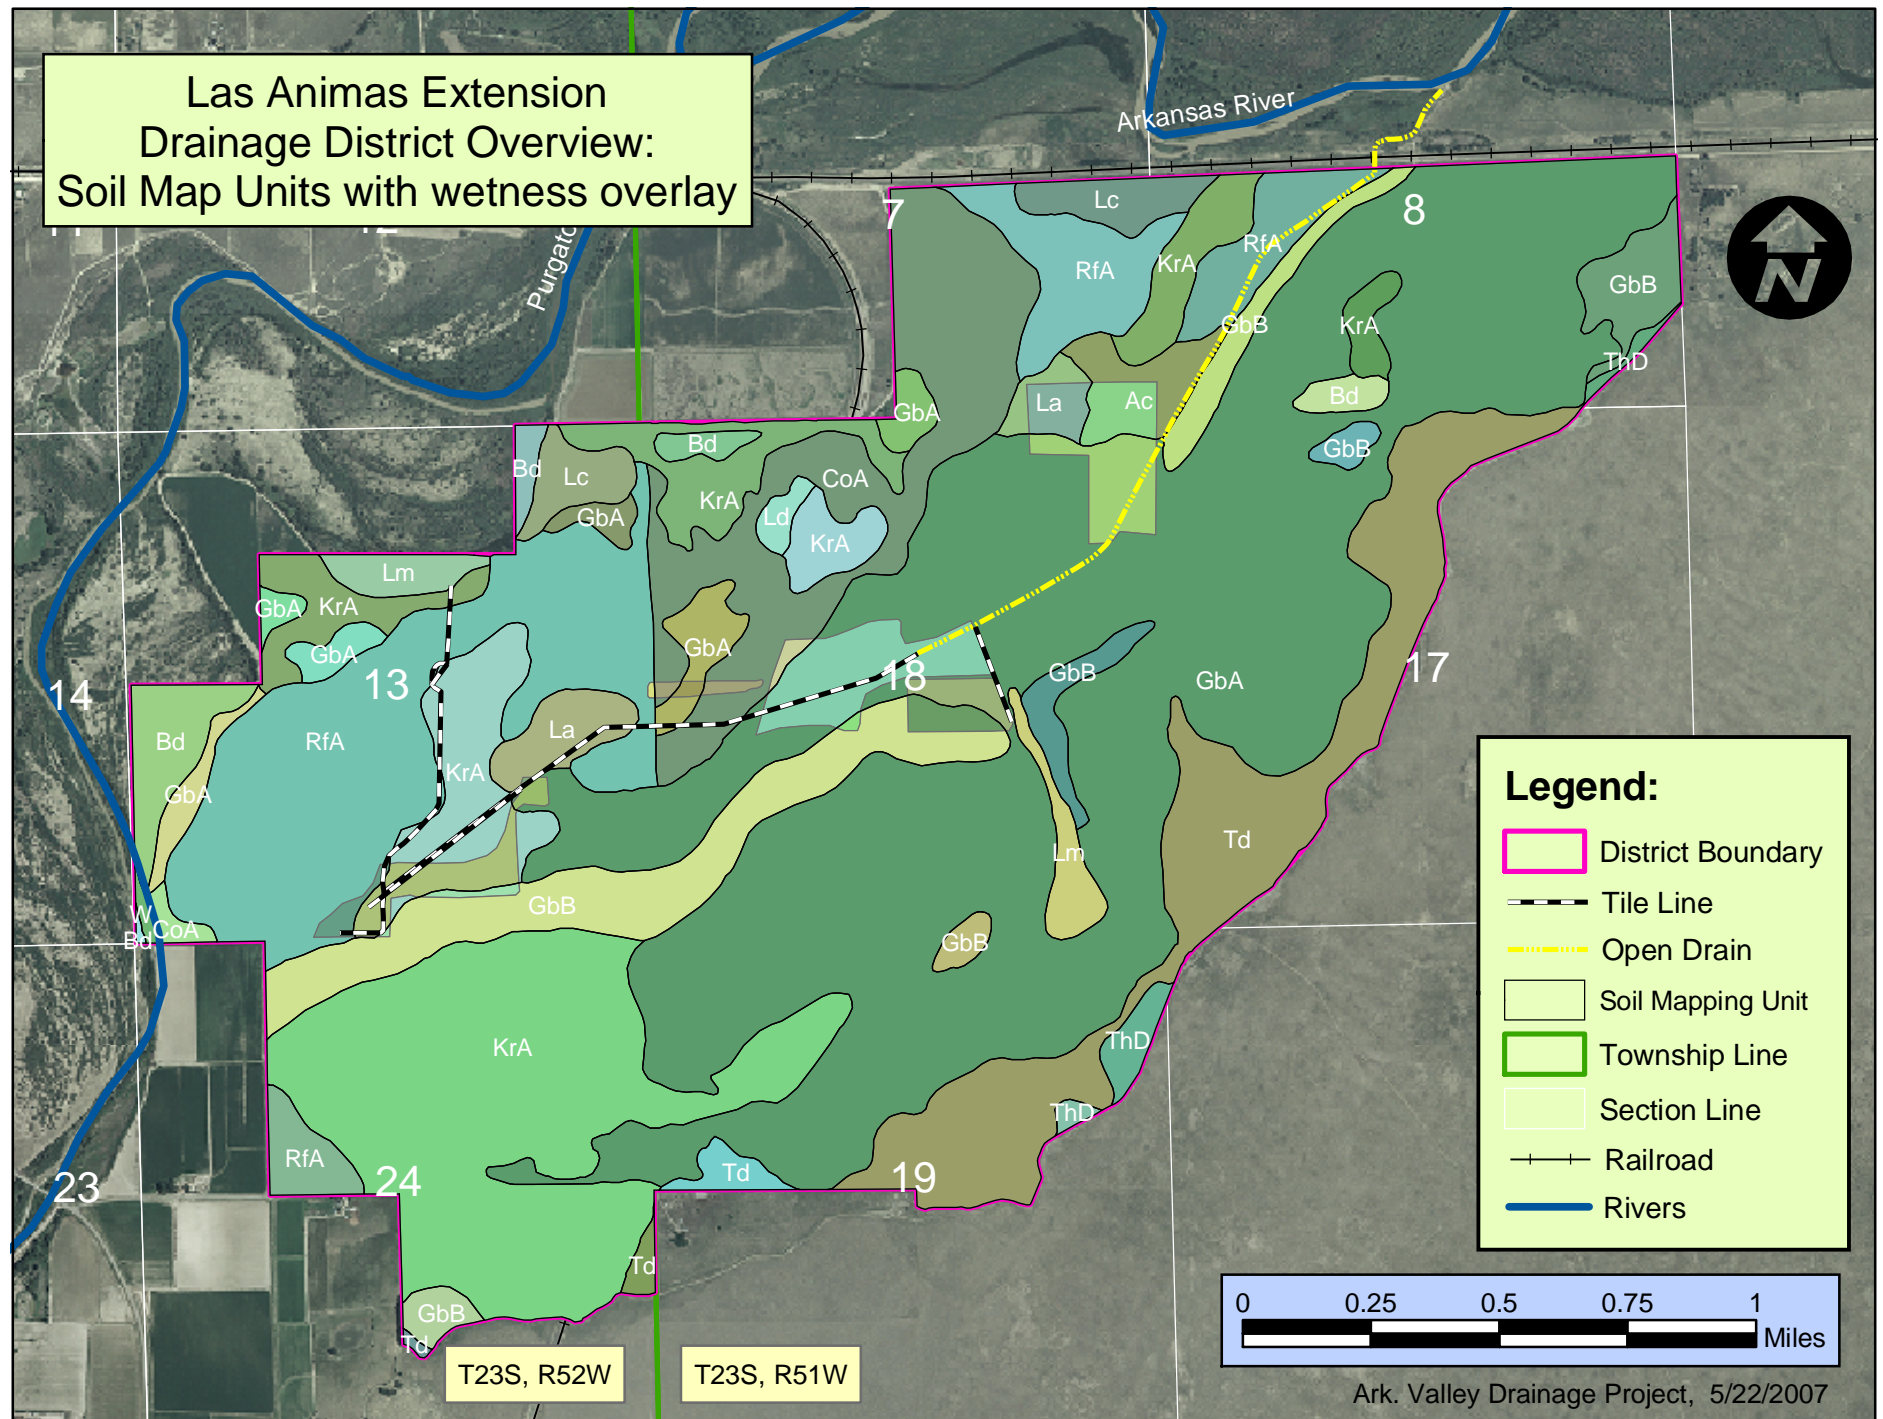 Las Animas Extension
Drainage District Overview:
Soil Map Units with wetness overlay
Arkansas River
7
8
Lc
RfA
KrA
RfA
GbB
KrA
GbB
ThD
Bd
GbB
La
Ac
GbA
Bd
Bd
Lc
GbA
KrA
CoA
Ld
KrA
Lm
GbA
KrA
GbA
13
14
GbA
18
GbB
GbA
17
Bd
RfA
La
KrA
GbA
Td
Lm
W
Bd
CoA
GbB
GbB
KrA
ThD
ThD
RfA
24
Td
19
23
Td
GbB
Td
T23S, R52W
T23S, R51W
N
Legend:
District Boundary
Tile Line
Open Drain
Soil Mapping Unit
Township Line
Section Line
Railroad
Rivers
0 0.25 0.5 0.75 1
Miles
Ark. Valley Drainage Project, 5/22/2007